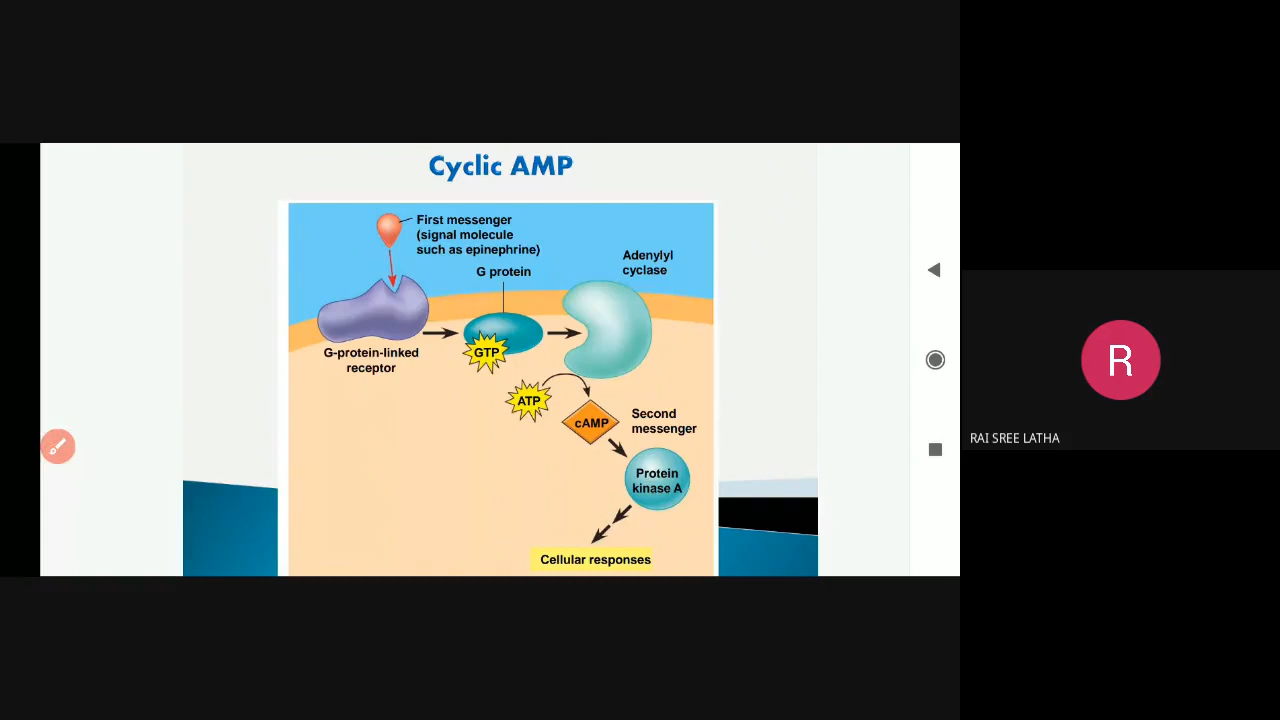 Cyclic AMP
First messenger
(signal molecule
such as epinephrine)
G protein
Adenylyl
cyclase
G-protein-linked
receptor
GTP
ATP
cAMP
Second
messenger
Protein
kinase A
Cellular responses
R
RAI SREE LATHA